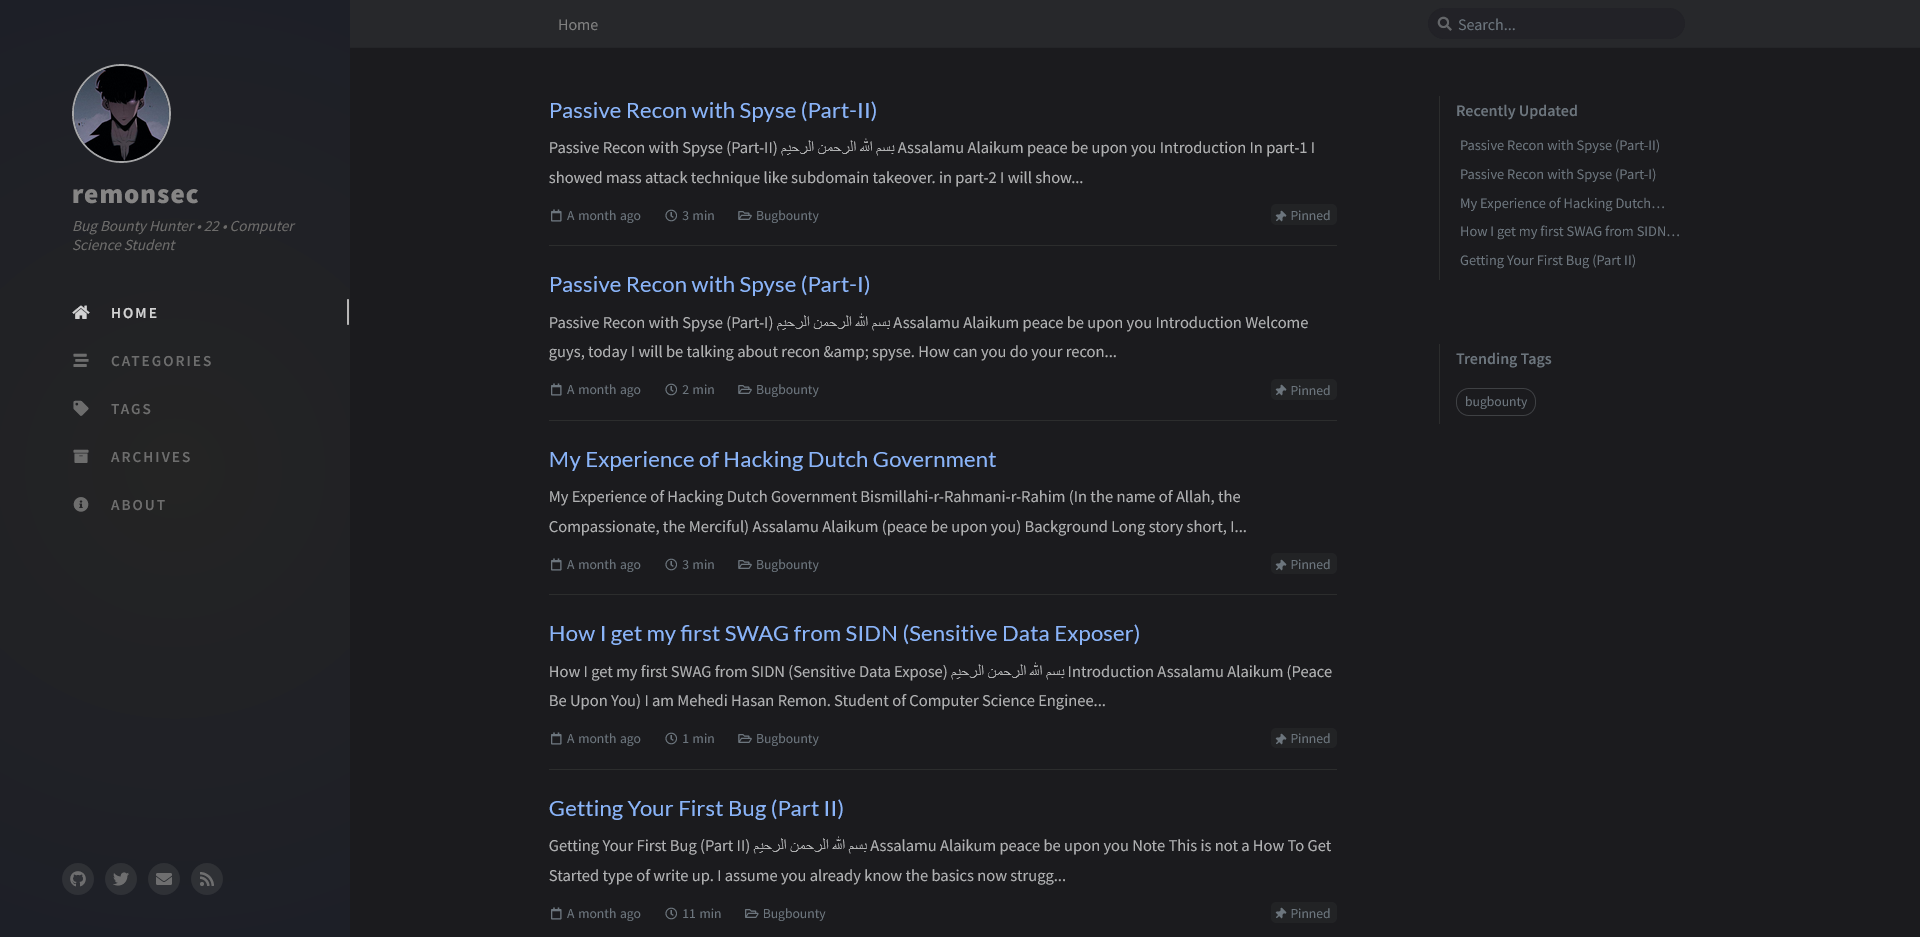 remonsec
Bug Bounty Hunter • 22 • Computer
Science Student
HOME
CATEGORIES
TAGS
ARCHIVES
ABOUT
Home
Search...
Passive Recon with Spyse (Part-II)
Passive Recon with Spyse (Part-II) بسم الله الرحمن الرحيم Assalamu Alaikum peace be upon you Introduction In part-1 I
showed mass attack technique like subdomain takeover. in part-2 I will show...
A month ago 3 min Bugbounty Pinned
Passive Recon with Spyse (Part-I)
Passive Recon with Spyse (Part-I) بسم الله الرحمن الرحيم Assalamu Alaikum peace be upon you Introduction Welcome
guys, today I will be talking about recon &amp; spyse. How can you do your recon...
A month ago 2 min Bugbounty Pinned
My Experience of Hacking Dutch Government
My Experience of Hacking Dutch Government Bismillahi-r-Rahmani-r-Rahim (In the name of Allah, the
Compassionate, the Merciful) Assalamu Alaikum (peace be upon you) Background Long story short, I...
A month ago 3 min Bugbounty Pinned
How I get my first SWAG from SIDN (Sensitive Data Exposer)
How I get my first SWAG from SIDN (Sensitive Data Expose) بسم الله الرحمن الرحيم Introduction Assalamu Alaikum (Peace
Be Upon You) I am Mehedi Hasan Remon. Student of Computer Science Enginee...
A month ago 1 min Bugbounty Pinned
Getting Your First Bug (Part II)
Getting Your First Bug (Part II) بسم الله الرحمن الرحيم Assalamu Alaikum peace be upon you Note This is not a How To Get
Started type of write up. I assume you already know the basics now strugg...
A month ago 11 min Bugbounty Pinned
Recently Updated
Passive Recon with Spyse (Part-II)
Passive Recon with Spyse (Part-I)
My Experience of Hacking Dutch...
How I get my first SWAG from SIDN...
Getting Your First Bug (Part II)
Trending Tags
bugbounty